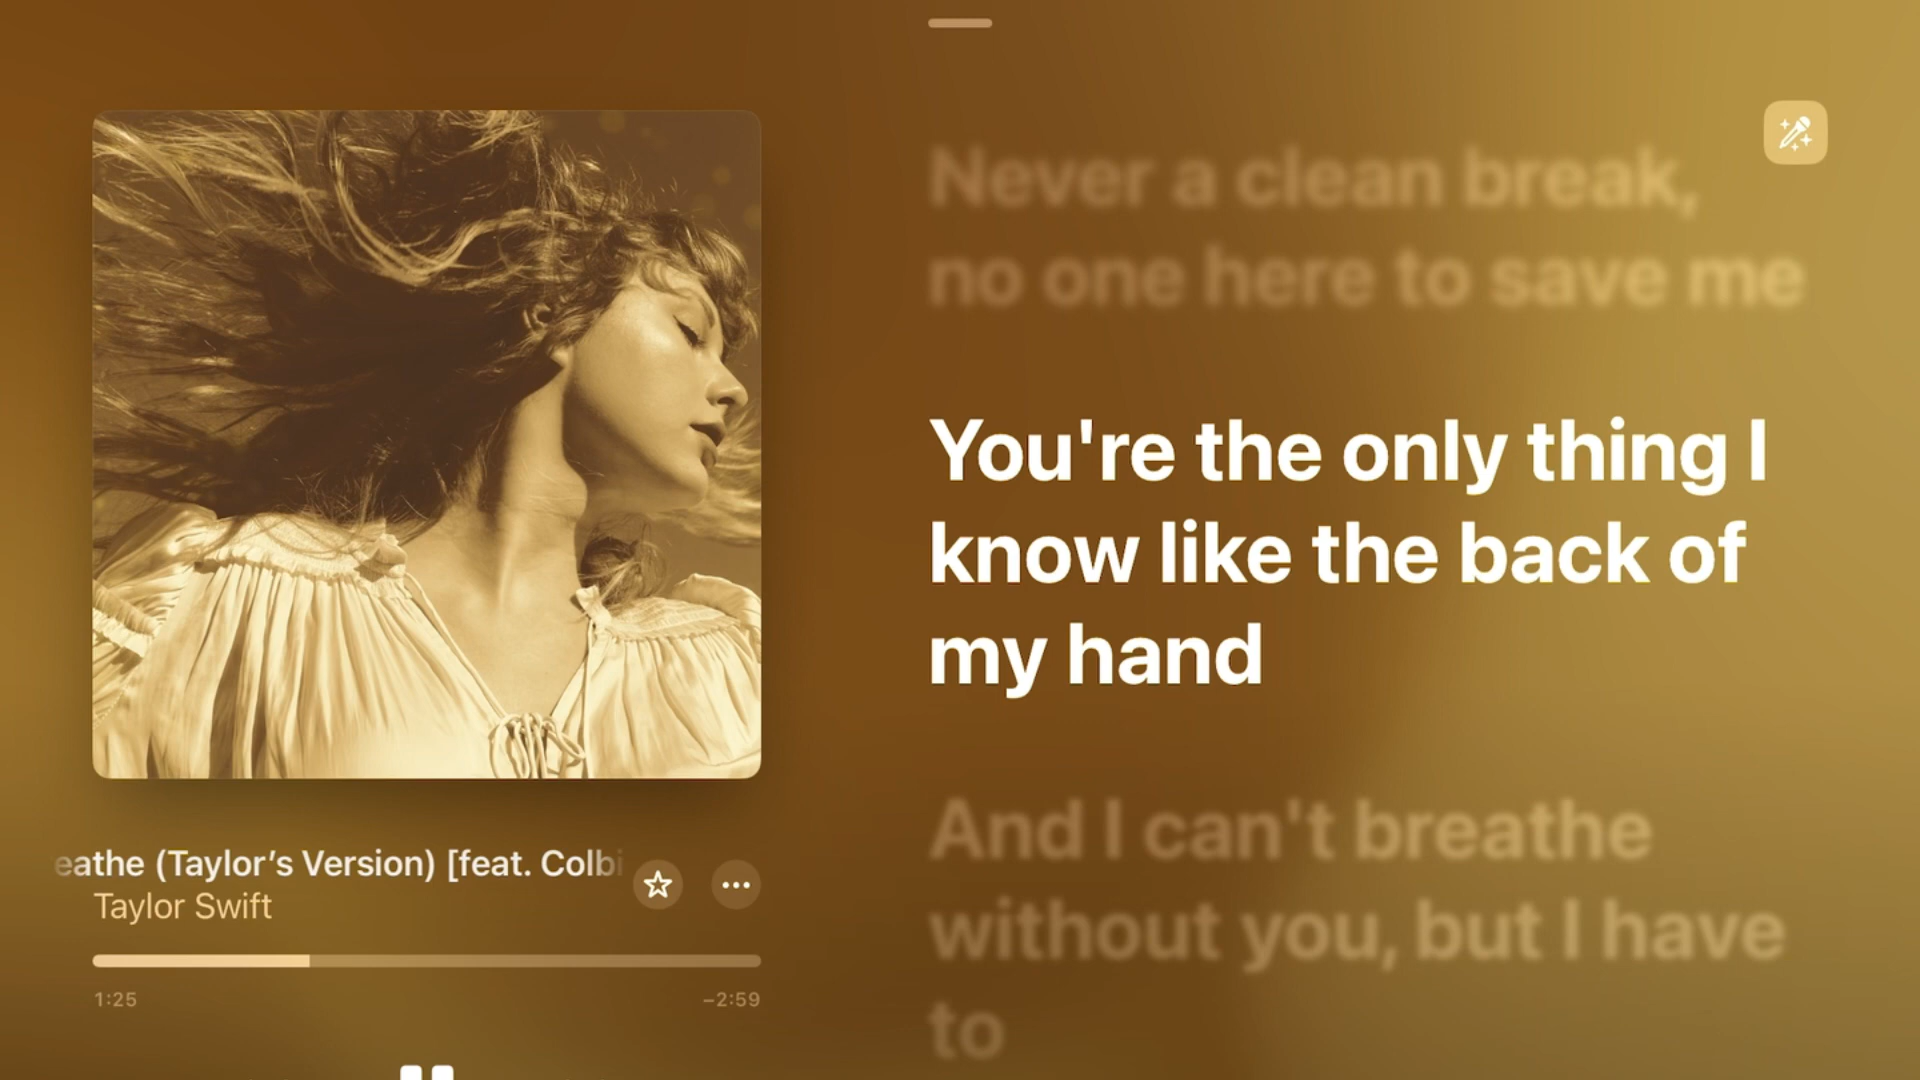 Never a clean break,
no one here to save me
You're the only thing I
know like the back of
my hand
And I can't breathe
without you, but I have
to
eathe (Taylor’s Version) [feat. Colbi
Taylor Swift
1:25
–2:59